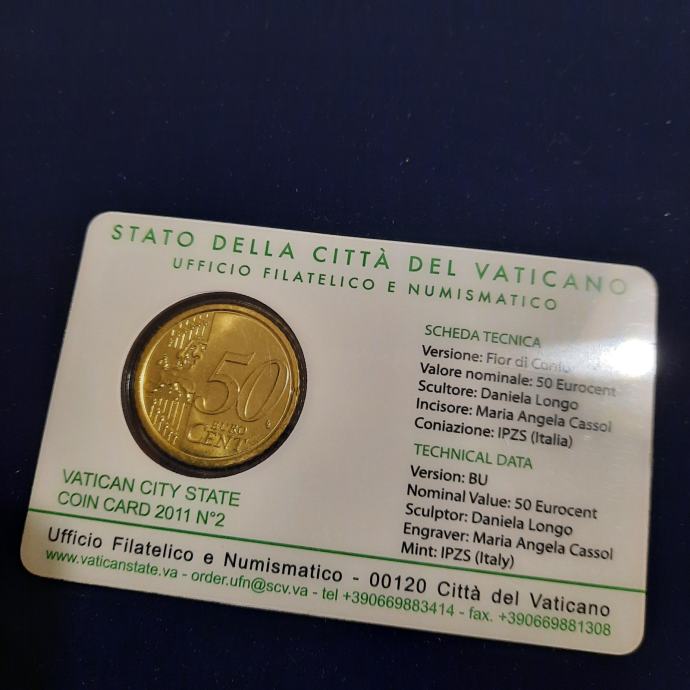 STATO DELLA CITTÀ DEL VATICANO
UFFICIO FILATELICO E NUMISMATICO
50
EURO
CENT
SCHEDA TECNICA
Versione: Fior di Conio
Valore nominale: 50 Eurocent
Scultore: Daniela Longo
Incisore: Maria Angela Cassol
Coniazione: IPZS (Italia)
TECHNICAL DATA
Version: BU
Nominal Value: 50 Eurocent
Sculptor: Daniela Longo
Engraver: Maria Angela Cassol
Mint: IPZS (Italy)
VATICAN CITY STATE
COIN CARD 2011 N°2
Ufficio Filatelico e Numismatico - 00120 Città del Vaticano
www.vaticanstate.va - order.ufn@scv.va - tel +390669883414 - fax. +390669881308